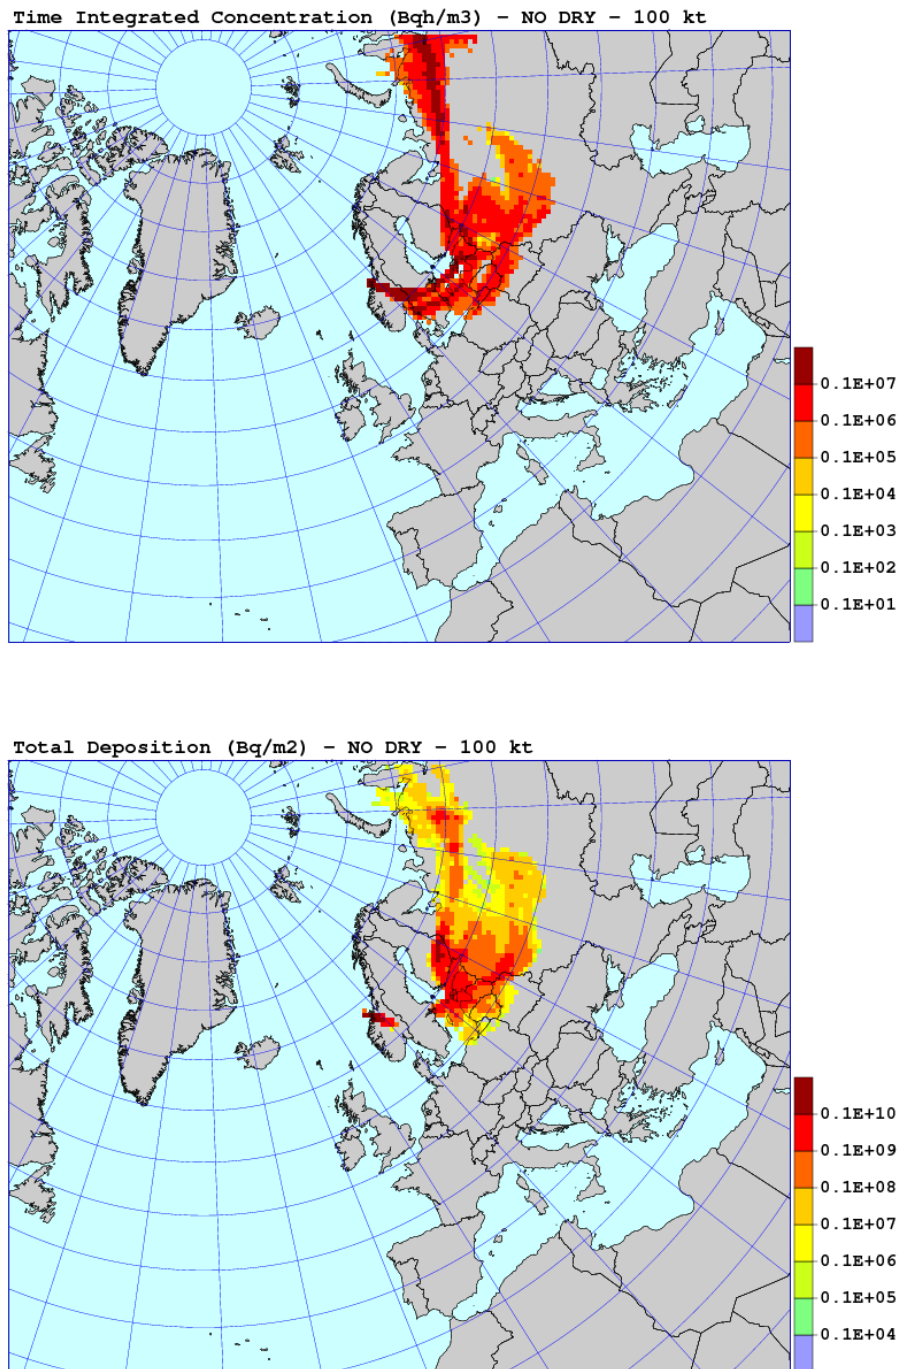 Time Integrated Concentration (Bqh/m3) – NO DRY – 100 kt
0.1E+07
0.1E+06
0.1E+05
0.1E+04
0.1E+03
0.1E+02
0.1E+01
Total Deposition (Bq/m2) – NO DRY – 100 kt
0.1E+10
0.1E+09
0.1E+08
0.1E+07
0.1E+06
0.1E+05
0.1E+04